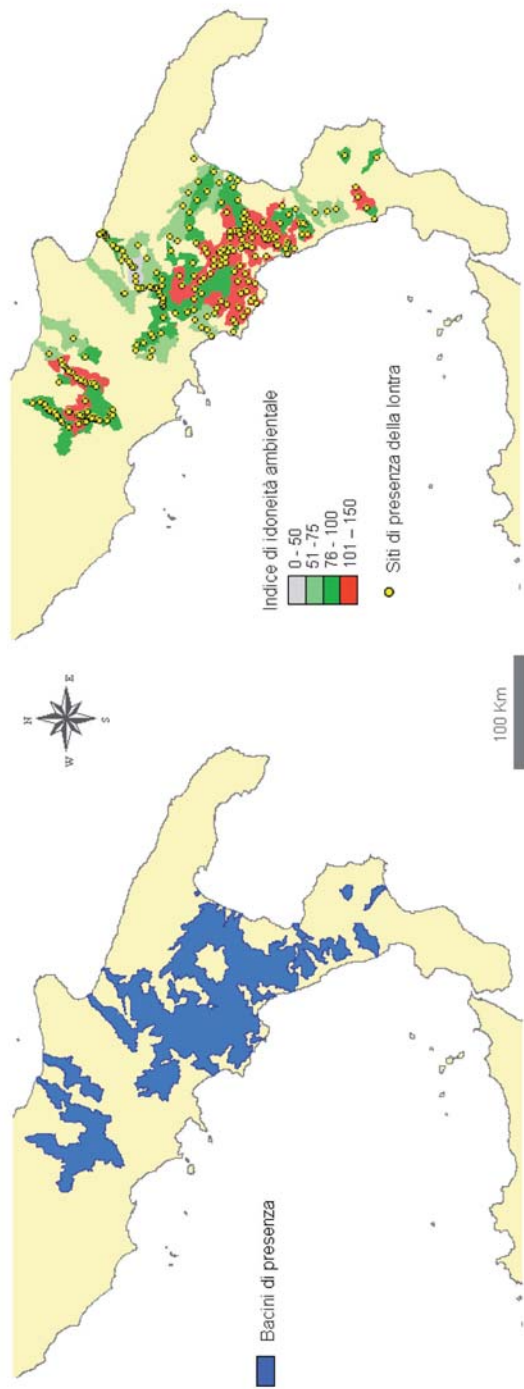 Bacini di presenza
N
W E
S
100 Km
Indice di idoneità ambientale
0 - 50
51 -75
76 - 100
101 – 150
Siti di presenza della lontra